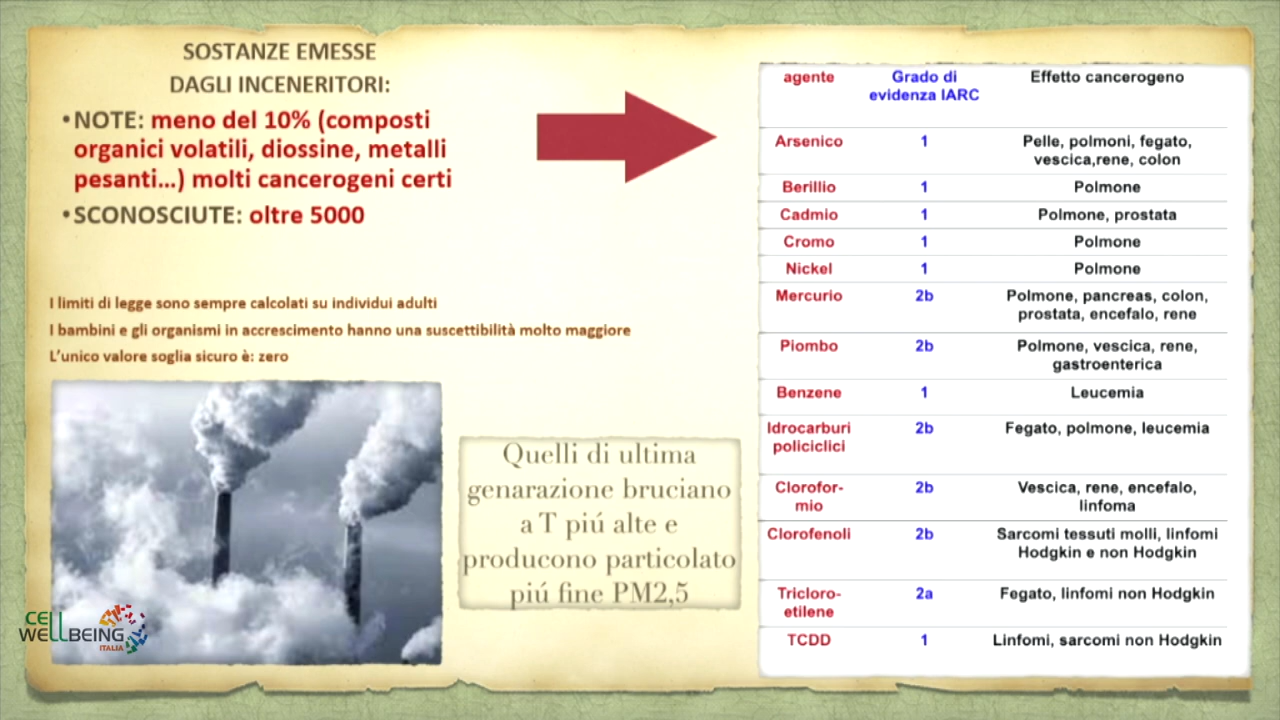 SOSTANZE EMESSE
DAGLI INCENERITORI:
•NOTE: meno del 10% (composti
organici volatili, diossine, metalli
pesanti...) molti cancerogeni certi
•SCONOSCIUTE: oltre 5000
I limiti di legge sono sempre calcolati su individui adulti
I bambini e gli organismi in accrescimento hanno una suscettibilità molto maggiore
L'unico valore soglia sicuro è: zero
Quelli di ultima
genarazione bruciano
a T piú alte e
producono particolato
piú fine PM2,5
CELL
WELLBEING
ITALIA
agente Grado di Effetto cancerogeno
evidenza IARC
Arsenico 1 Pelle, polmoni, fegato,
vescica,rene, colon
Berillio 1 Polmone
Cadmio 1 Polmone, prostata
Cromo 1 Polmone
Nickel 1 Polmone
Mercurio 2b Polmone, pancreas, colon,
prostata, encefalo, rene
Piombo 2b Polmone, vescica, rene,
gastroenterica
Benzene 1 Leucemia
Idrocarburi 2b Fegato, polmone, leucemia
policiclici
Clorofor- 2b Vescica, rene, encefalo,
mio linfoma
Clorofenoli 2b Sarcomi tessuti molli, linfomi
Hodgkin e non Hodgkin
Tricloro- 2a Fegato, linfomi non Hodgkin
etilene
TCDD 1 Linfomi, sarcomi non Hodgkin